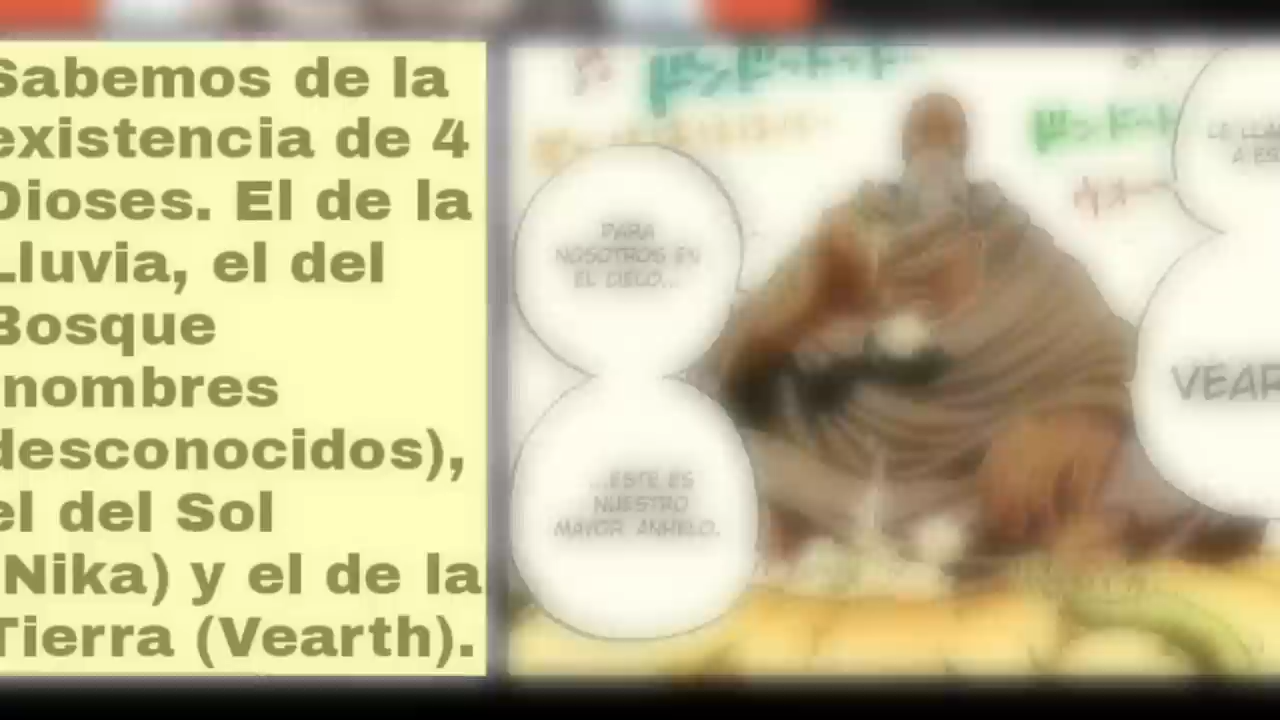 Sabemos de la
existencia de 4
Dioses. El de la
Lluvia, el del
Bosque
nombres
desconocidos),
el del Sol
(Nika) y el de la
Tierra (Vearth).
PARA
NOSOTROS EN
EL CIELO...
...ESTE ES
NUESTRO
MAYOR ANHELO.
A ES
VEAR